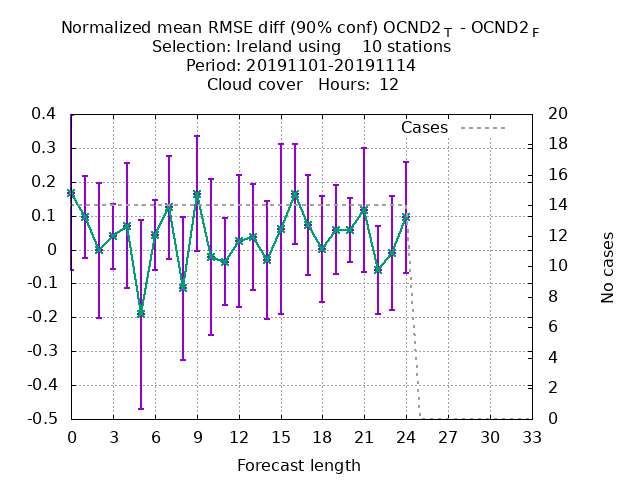 Normalized mean RMSE diff (90% conf) OCND2 T - OCND2 F
Selection: Ireland using 10 stations
Period: 20191101-20191114
Cloud cover Hours: 12
Cases
0.4
0.3
0.2
0.1
0
-0.1
-0.2
-0.3
-0.4
-0.5
20
18
16
14
12
10
8
6
4
2
0
No cases
0 3 6 9 12 15 18 21 24 27 30 33
Forecast length